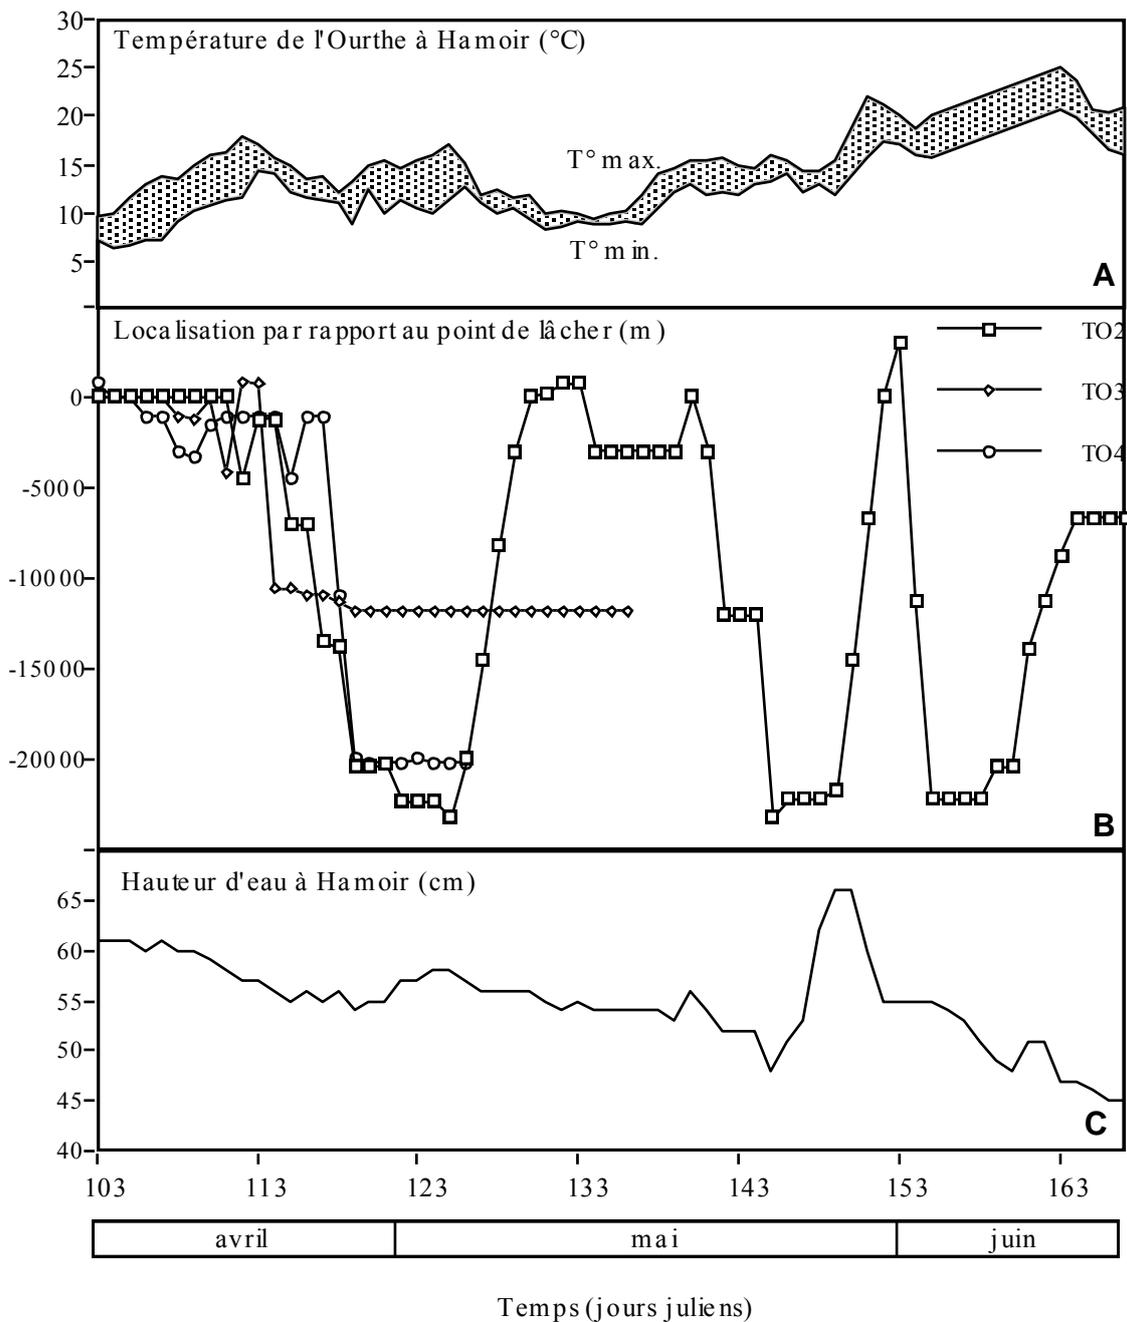 30
Température de l'Ourthe à Hamoir (°C)
25
20
15
T° max.
10
T° min.
5
A
Localisation par rapport au point de lâcher (m)
TO2
0
TO3
TO4
-5000
-10000
-15000
-20000
B
Hauteur d'eau à Hamoir (cm)
65
60
55
50
45
C
40
103 113 123 133 143 153 163
avril mai juin
Temps (jours juliens)